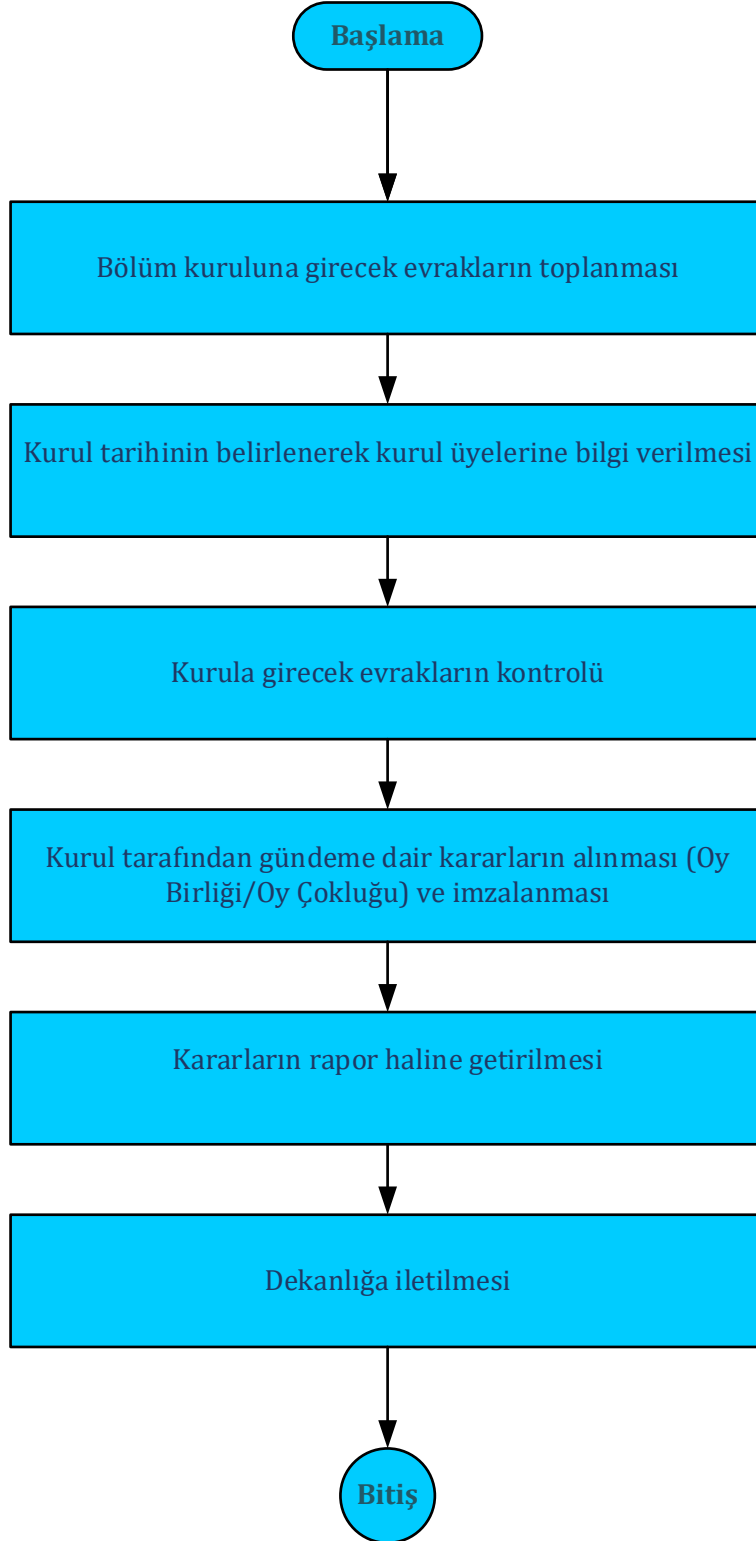 Başlama
Bölüm kuruluna girecek evrakların toplanması
Kurul tarihinin belirlenerek kurul üyelerine bilgi verilmesi
Kurula girecek evrakların kontrolü
Kurul tarafından gündeme dair kararların alınması (Oy
Birliği/Oy Çokluğu) ve imzalanması
Kararların rapor haline getirilmesi
Dekanlığa iletilmesi
Bitiş